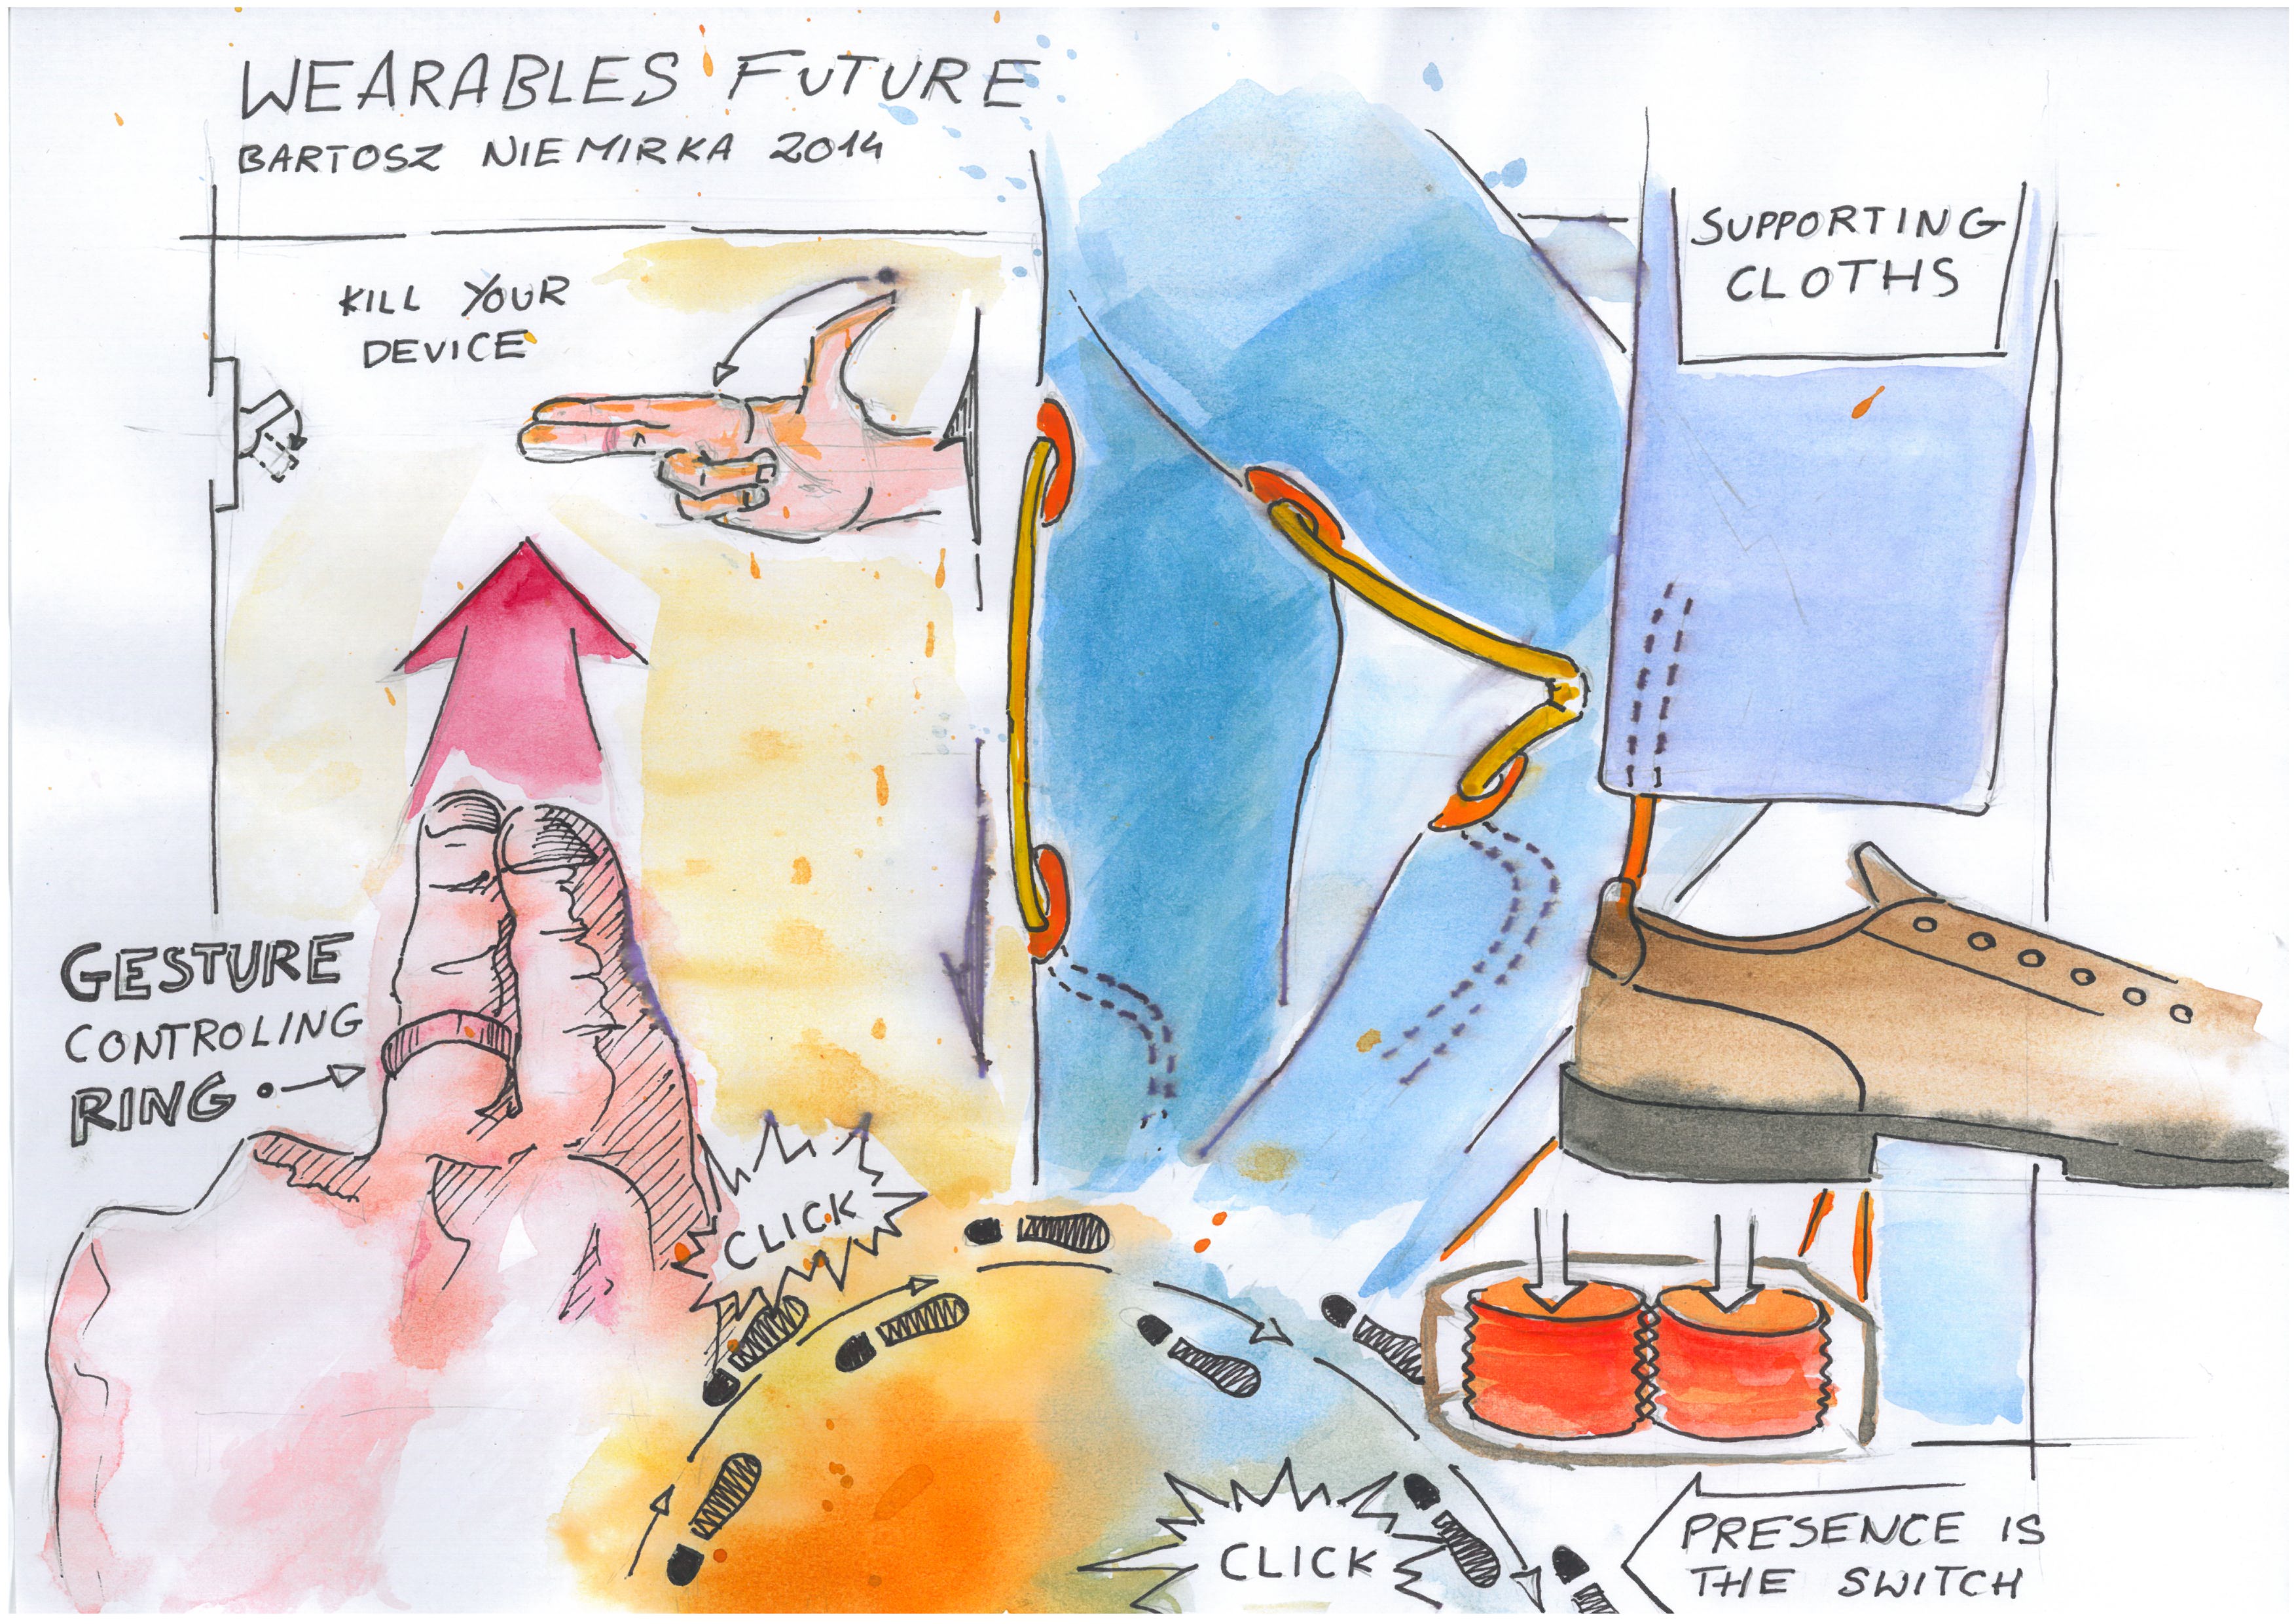 WEARABLES FUTURE
BARTOSZ NIEMIRKA 2014
KILL YOUR
DEVICE
SUPPORTING
CLOTHS
GESTURE
CONTROLING
RING
CLICK
CLICK
PRESENCE IS
THE SWITCH